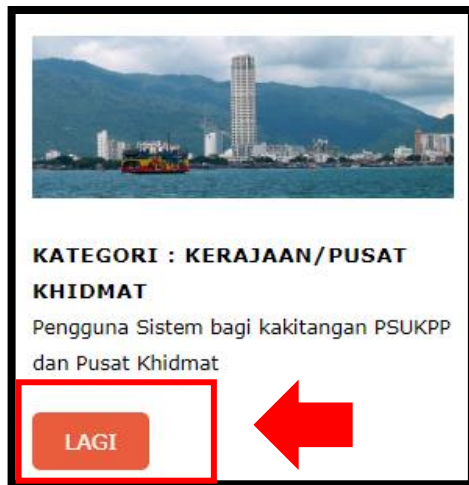 KATEGORI : KERAJAAN/PUSAT
KHIDMAT
Pengguna Sistem bagi kakitangan PSUKPP
dan Pusat Khidmat
LAGI